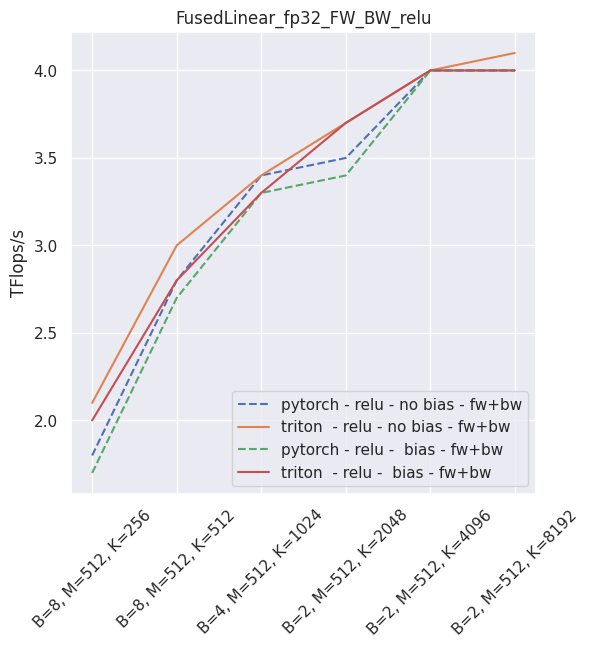 FusedLinear_fp32_FW_BW_relu
TFlops/s
4.0
3.5
3.0
2.5
2.0
pytorch - relu - no bias - fw+bw
triton  - relu - no bias - fw+bw
pytorch - relu -  bias - fw+bw
triton  - relu -  bias - fw+bw
B=8, M=512, K=256
B=8, M=512, K=512
B=4, M=512, K=1024
B=2, M=512, K=2048
B=2, M=512, K=4096
B=2, M=512, K=8192